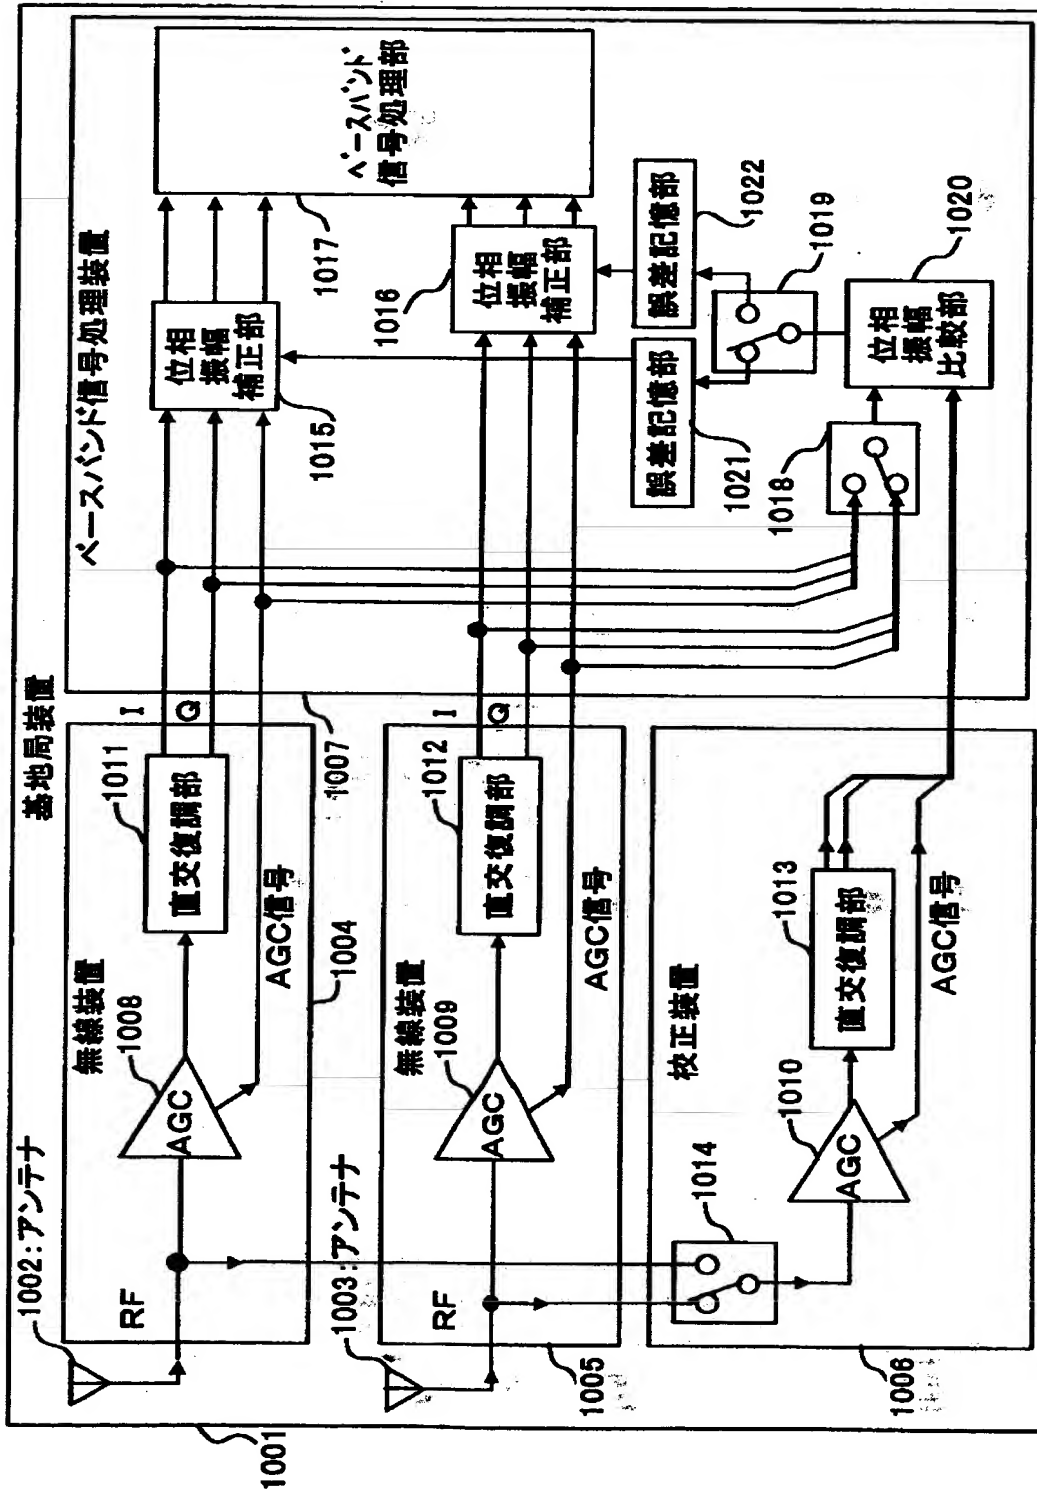 基地局装置
1001
1002:アンテナ
1003:アンテナ
無線装置
1008
AGC
RF
1011
直交復調部
I
Q
AGC信号
1004
無線装置
1009
AGC
RF
1012
直交復調部
I
Q
AGC信号
1005
校正装置
1014
1010
AGC
1013
直交復調部
AGC信号
1006
ベースバンド信号処理装置
1007
位相
振幅
補正部
1015
位相
振幅
補正部
1016
ベースバンド
信号処理部
1017
誤差記憶部
1021
誤差記憶部
1022
1019
1018
位相
振幅
比較部
1020